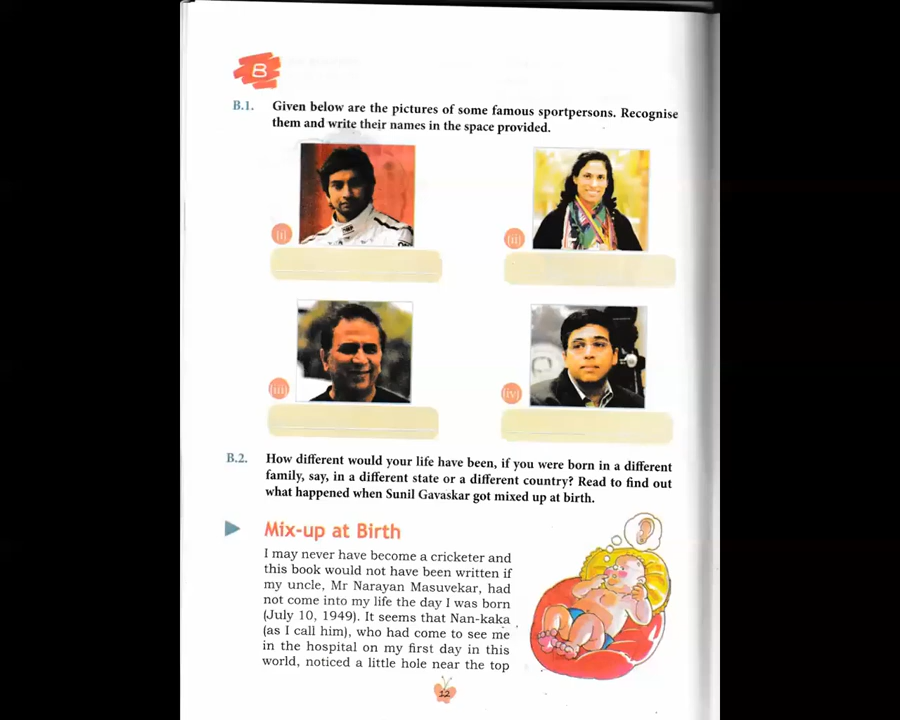 B
B.1. Given below are the pictures of some famous sportpersons. Recognise
them and write their names in the space provided.
(i)
(ii)
(iii)
(iv)
B.2. How different would your life have been, if you were born in a different
family, say, in a different state or a different country? Read to find out
what happened when Sunil Gavaskar got mixed up at birth.
Mix-up at Birth
I may never have become a cricketer and
this book would not have been written if
my uncle, Mr Narayan Masuvekar, had
not come into my life the day I was born
(July 10, 1949). It seems that Nan-kaka
(as I call him), who had come to see me
in the hospital on my first day in this
world, noticed a little hole near the top
12